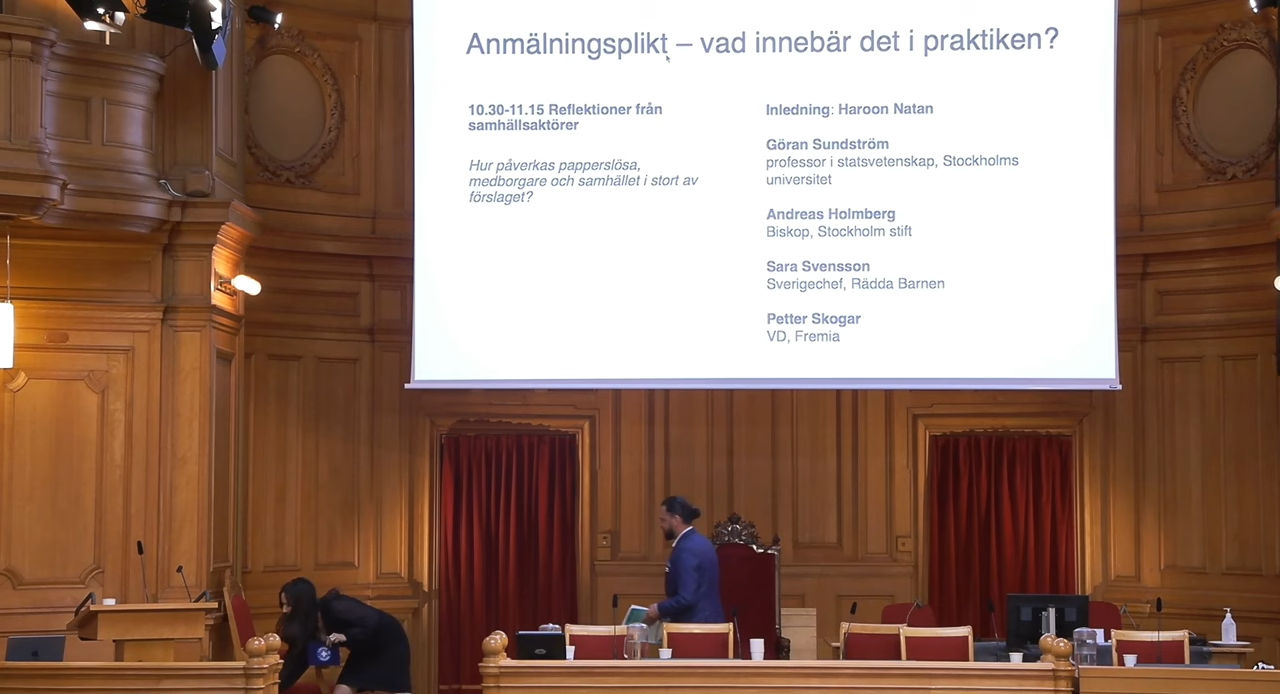 Anmälningsplikt – vad innebär det i praktiken?
10.30-11.15 Reflektioner från
samhällsaktörer
Hur påverkas papperslösa,
medborgare och samhället i stort av
förslaget?
Inledning: Haroon Natan
Göran Sundström
professor i statsvetenskap, Stockholms
universitet
Andreas Holmberg
Biskop, Stockholm stift
Sara Svensson
Sverigechef, Rädda Barnen
Petter Skogar
VD, Fremia